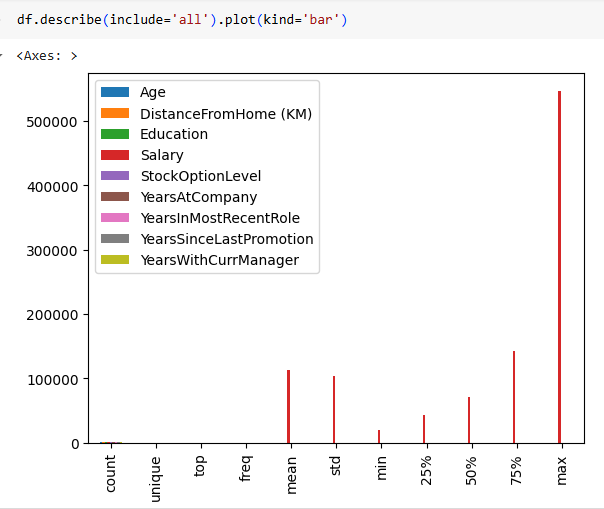 df.describe(include='all').plot(kind='bar')
<Axes: >
Age
DistanceFromHome (KM)
Education
Salary
StockOptionLevel
YearsAtCompany
YearsInMostRecentRole
YearsSinceLastPromotion
YearsWithCurrManager
500000
400000
300000
200000
100000
0
count
unique
top
freq
mean
std
min
25%
50%
75%
max